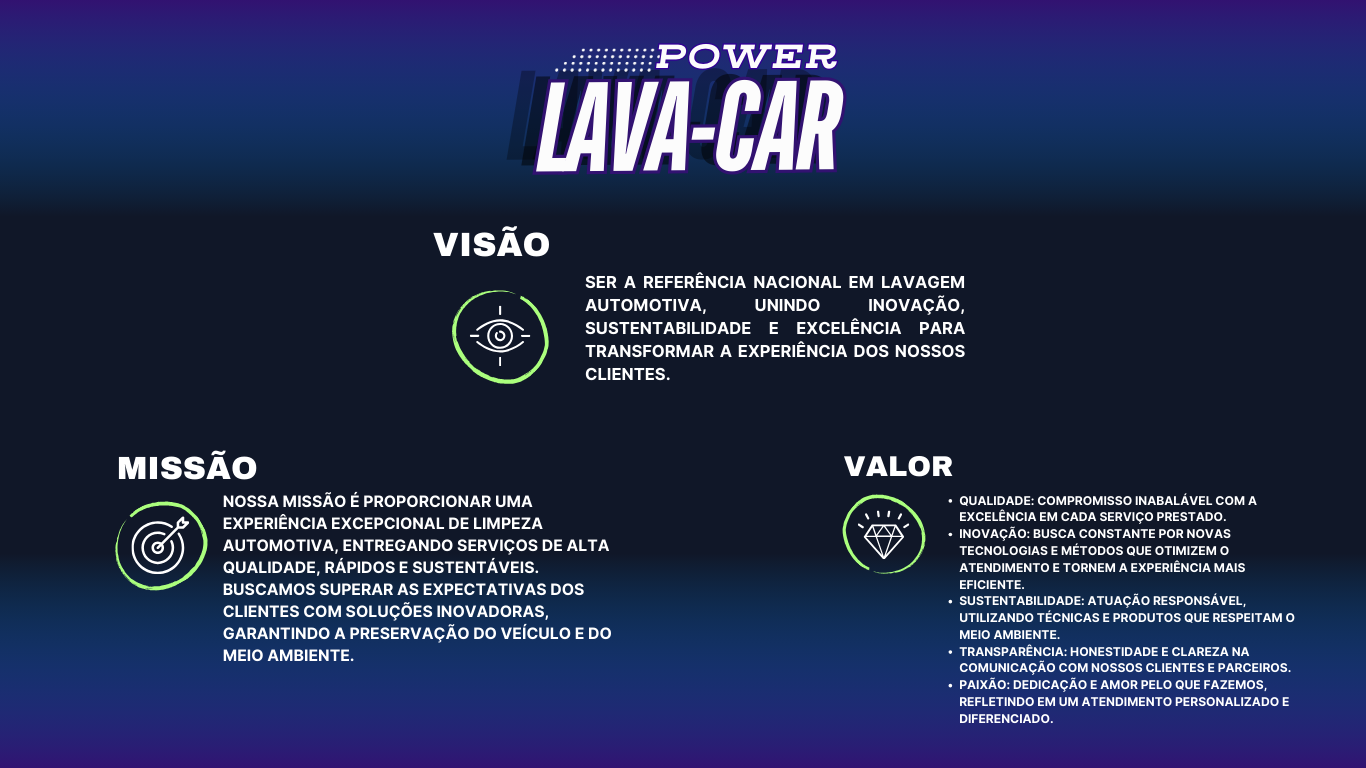 POWER
LAVA-CAR
VISÃO
SER A REFERÊNCIA NACIONAL EM LAVAGEM
AUTOMOTIVA, UNINDO INOVAÇÃO,
SUSTENTABILIDADE E EXCELÊNCIA PARA
TRANSFORMAR A EXPERIÊNCIA DOS NOSSOS
CLIENTES.
MISSÃO
NOSSA MISSÃO É PROPORCIONAR UMA
EXPERIÊNCIA EXCEPCIONAL DE LIMPEZA
AUTOMOTIVA, ENTREGANDO SERVIÇOS DE ALTA
QUALIDADE, RÁPIDOS E SUSTENTÁVEIS.
BUSCAMOS SUPERAR AS EXPECTATIVAS DOS
CLIENTES COM SOLUÇÕES INOVADORAS,
GARANTINDO A PRESERVAÇÃO DO VEÍCULO E DO
MEIO AMBIENTE.
VALOR
• QUALIDADE: COMPROMISSO INABALÁVEL COM A
EXCELÊNCIA EM CADA SERVIÇO PRESTADO.
• INOVAÇÃO: BUSCA CONSTANTE POR NOVAS
TECNOLOGIAS E MÉTODOS QUE OTIMIZEM O
ATENDIMENTO E TORNEM A EXPERIÊNCIA MAIS
EFICIENTE.
• SUSTENTABILIDADE: ATUAÇÃO RESPONSÁVEL,
UTILIZANDO TÉCNICAS E PRODUTOS QUE RESPEITAM O
MEIO AMBIENTE.
• TRANSPARÊNCIA: HONESTIDADE E CLAREZA NA
COMUNICAÇÃO COM NOSSOS CLIENTES E PARCEIROS.
• PAIXÃO: DEDICAÇÃO E AMOR PELO QUE FAZEMOS,
REFLETINDO EM UM ATENDIMENTO PERSONALIZADO E
DIFERENCIADO.